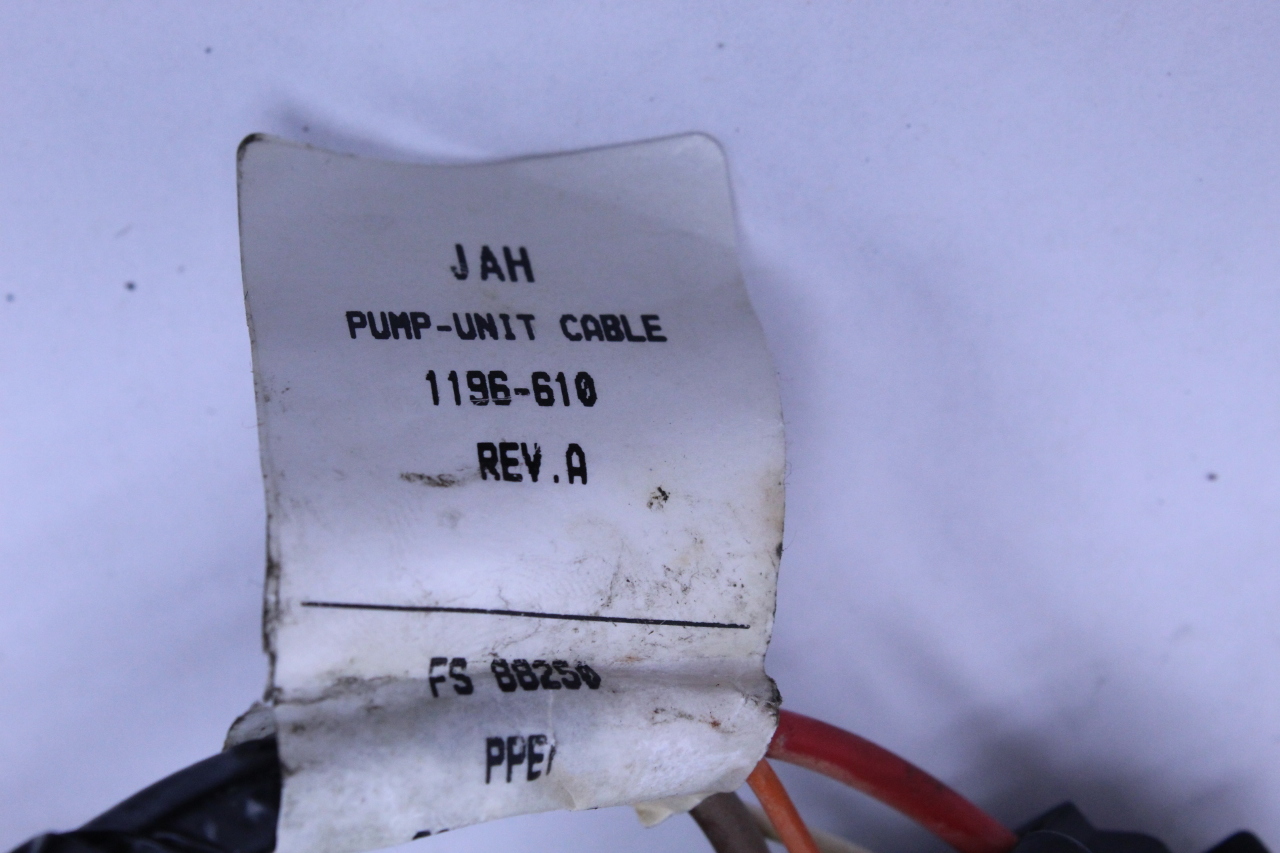 JAH
PUMP-UNIT CABLE
1196-610
REV.A
FS 88250